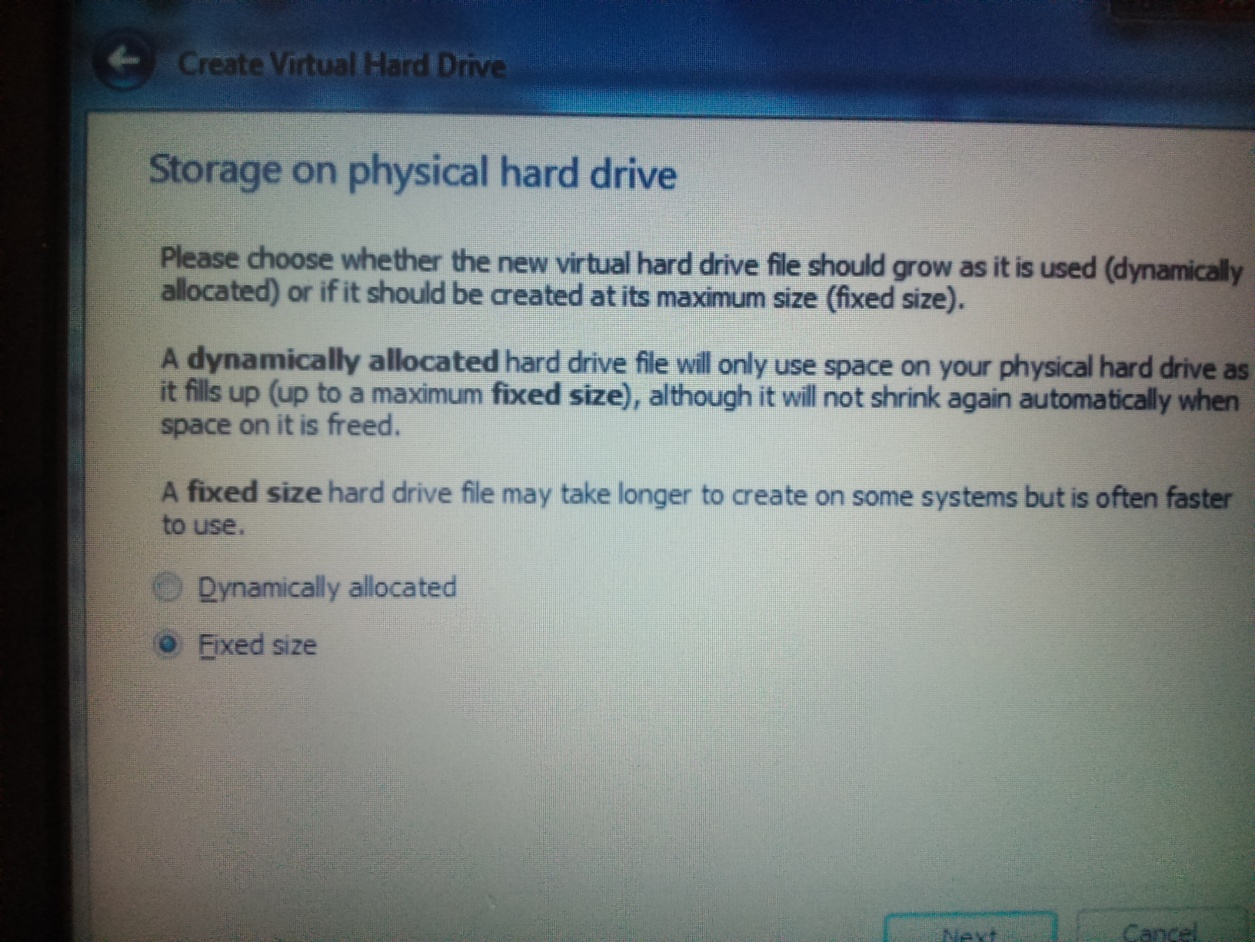 Create Virtual Hard Drive
Storage on physical hard drive
Please choose whether the new virtual hard drive file should grow as it is used (dynamically
allocated) or if it should be created at its maximum size (fixed size).
A dynamically allocated hard drive file will only use space on your physical hard drive as
it fills up (up to a maximum fixed size), although it will not shrink again automatically when
space on it is freed.
A fixed size hard drive file may take longer to create on some systems but is often faster
to use.
Dynamically allocated
Fixed size
Next Cancel